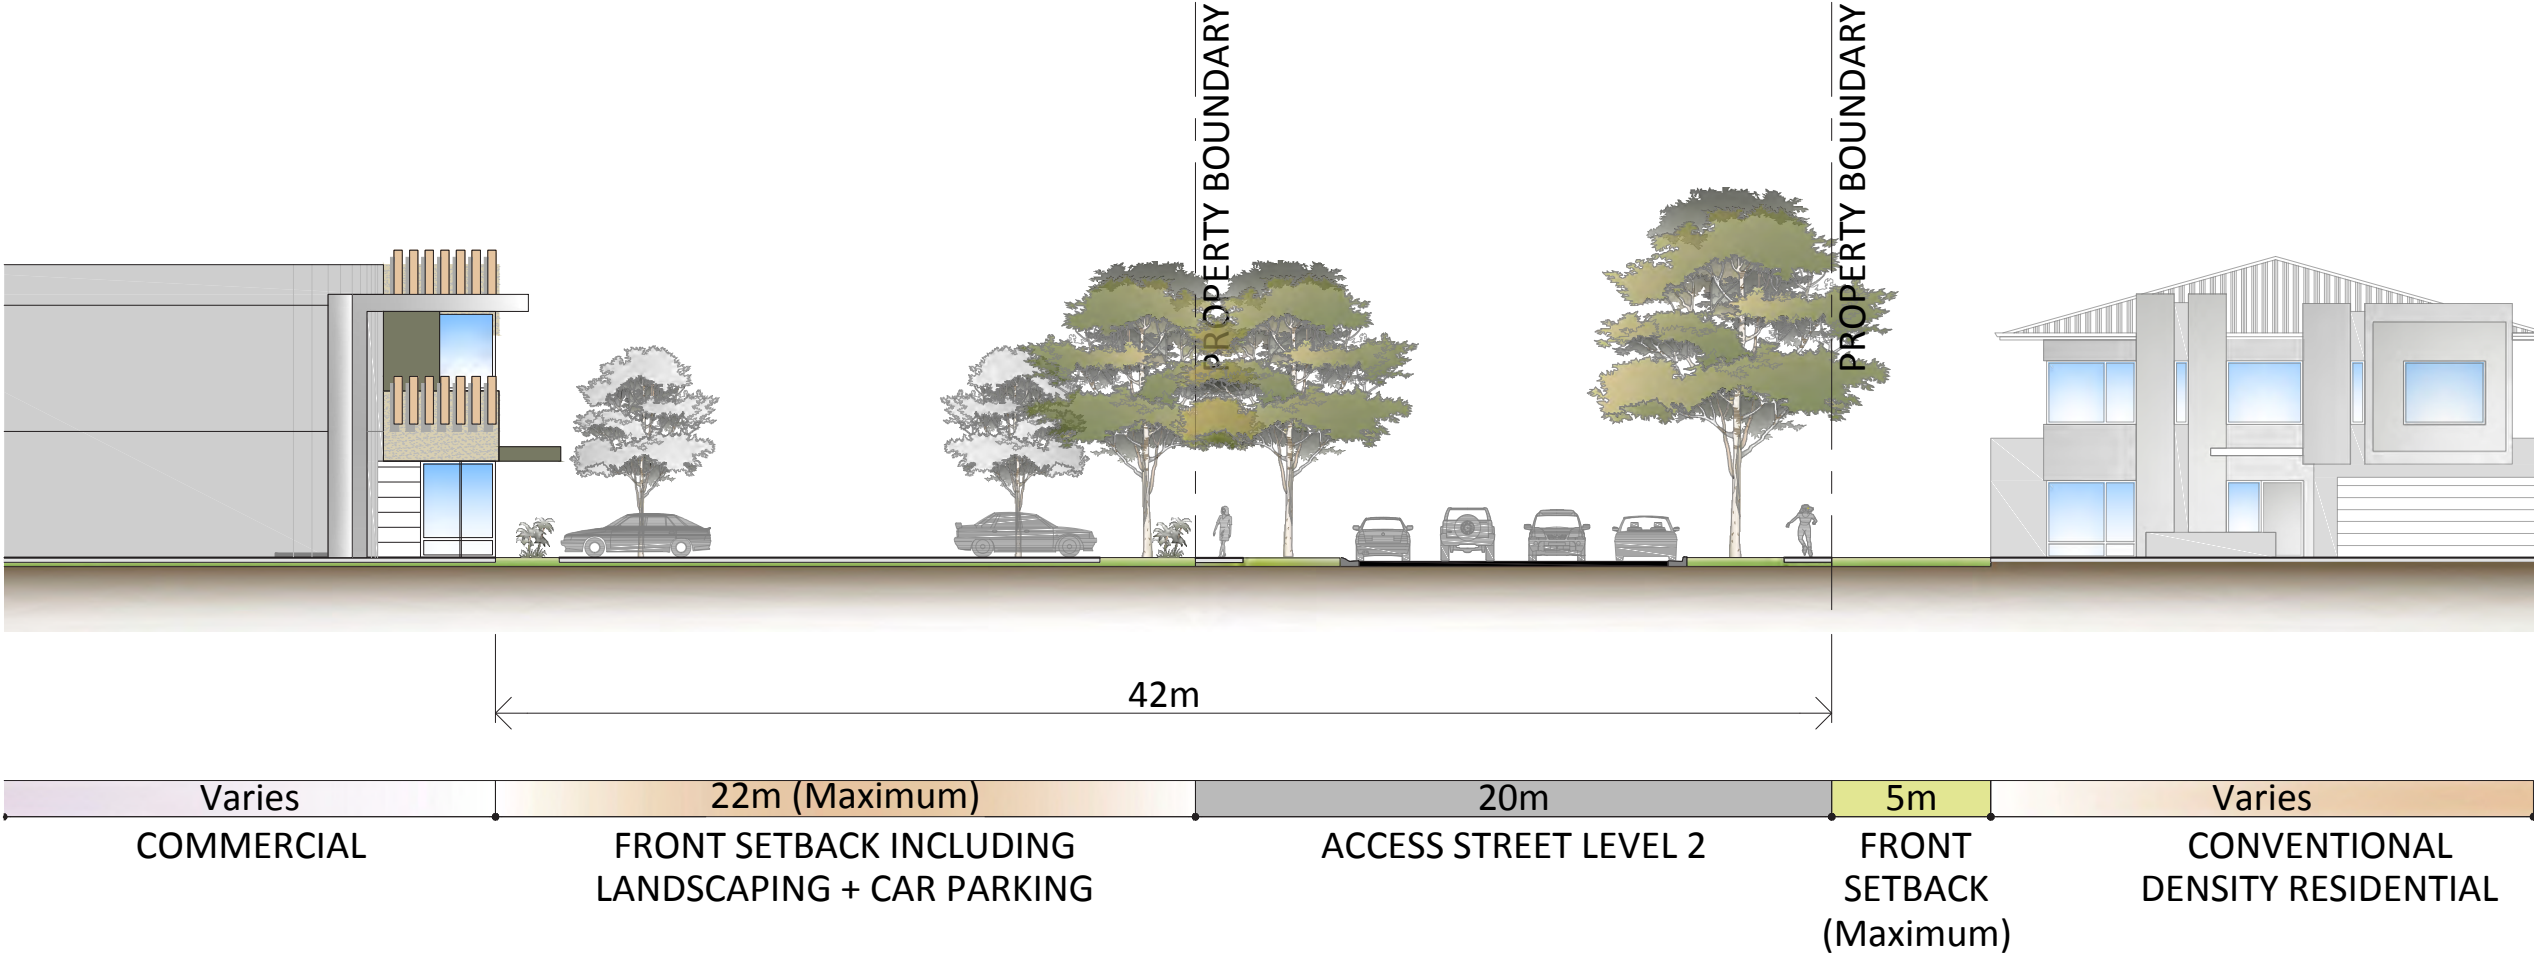 PROPERTY BOUNDARY
PROPERTY BOUNDARY
42m
Varies
22m (Maximum)
20m
5m
Varies
COMMERCIAL
FRONT SETBACK INCLUDING
LANDSCAPING + CAR PARKING
ACCESS STREET LEVEL 2
FRONT
SETBACK
(Maximum)
CONVENTIONAL
DENSITY RESIDENTIAL